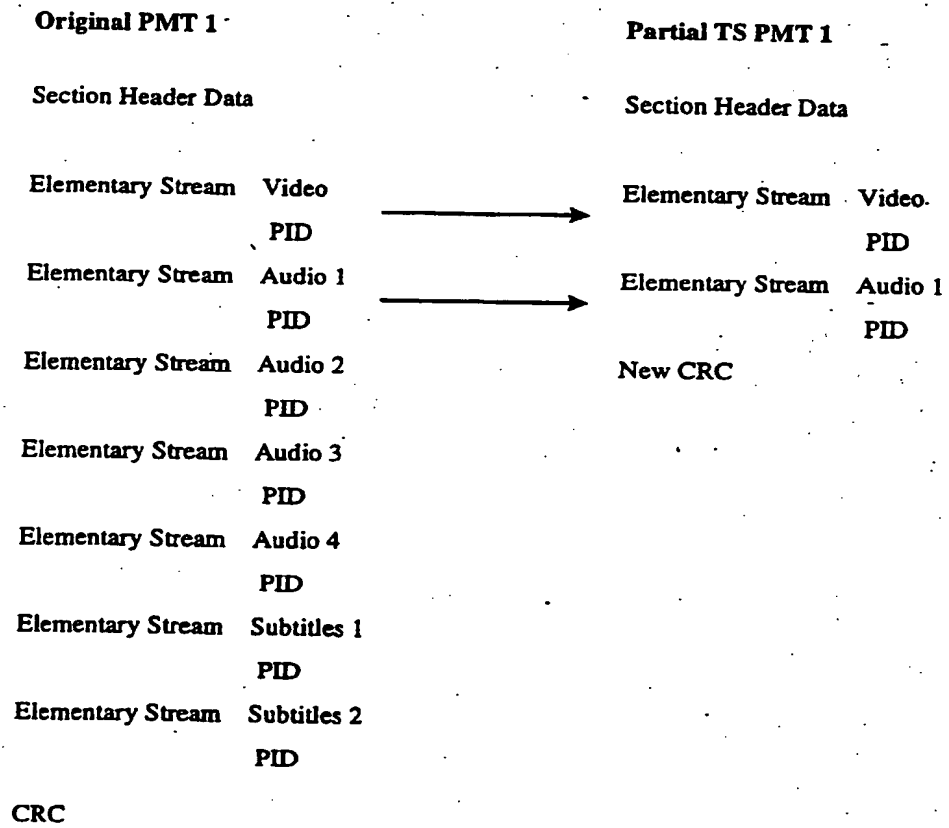 Original PMT 1
Section Header Data
Elementary Stream Video
PID
Elementary Stream Audio 1
PID
Elementary Stream Audio 2
PID
Elementary Stream Audio 3
PID
Elementary Stream Audio 4
PID
Elementary Stream Subtitles 1
PID
Elementary Stream Subtitles 2
PID
CRC
Partial TS PMT 1
Section Header Data
Elementary Stream Video
PID
Elementary Stream Audio 1
PID
New CRC